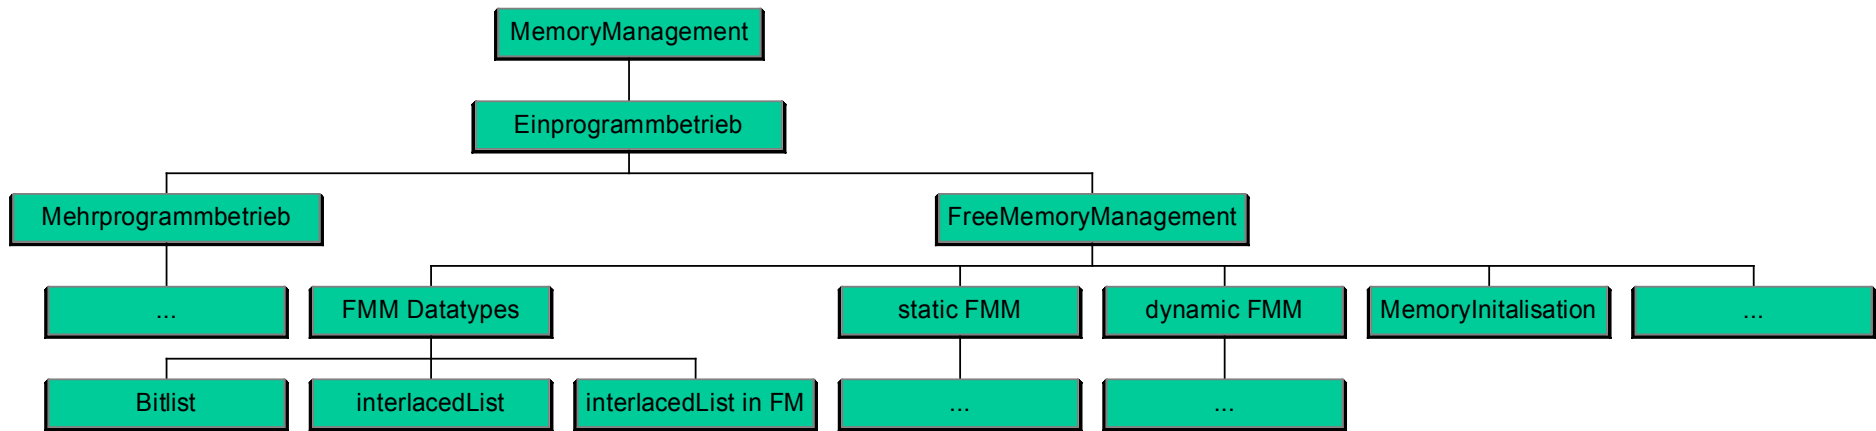 MemoryManagement
Einprogrammbetrieb
Mehrprogrammbetrieb
FreeMemoryManagement
...
FMM Datatypes
static FMM
dynamic FMM
MemoryInitalisation
...
Bitlist
interlacedList
interlacedList in FM
...
...